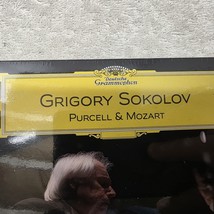 Deutsche
Grammophon
GRIGORY SOKOLOV
PURCELL & MOZART